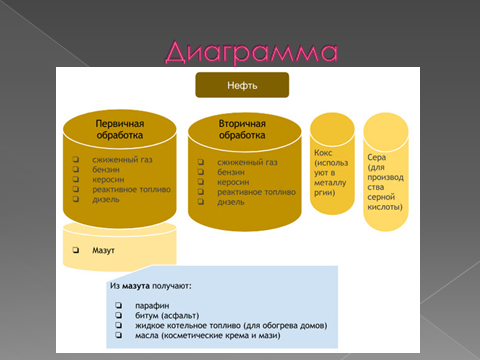 Диаграмма
Нефть
Первичная
обработка
❑ сжиженный газ
❑ бензин
❑ керосин
❑ реактивное топливо
❑ дизель
❑ Мазут
Вторичная
обработка
❑ сжиженный газ
❑ бензин
❑ керосин
❑ реактивное топливо
❑ дизель
Кокс
(использ
уют в
металлу
ргии)
Сера
(для
производ
ства
серной
кислоты)
Из мазута получают:
❑ парафин
❑ битум (асфальт)
❑ жидкое котельное топливо (для обогрева домов)
❑ масла (косметические крема и мази)